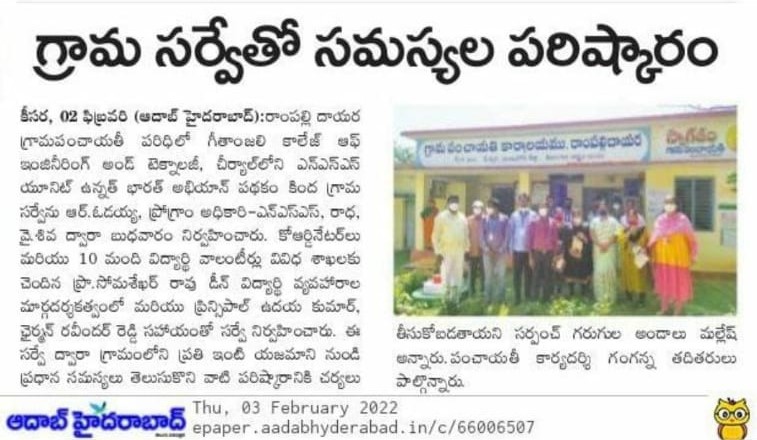 గ్రామ సర్వేతో సమస్యల పరిష్కారం
కీసర, 02 ఫిబ్రవరి (ఆదాబ్ హైదరాబాద్):రాంపల్లి దాయర
గ్రామపంచాయతీ పరిధిలో గీతాంజలి కాలేజ్ ఆఫ్
ఇంజినీరింగ్ అండ్ టెక్నాలజీ, చీర్యాల్‌లోని ఎన్ఎస్ఎస్
యూనిట్ ఉన్నత్ భారత్ అభియాన్ పథకం కింద గ్రామ
సర్వేను ఆర్.ఓదయ్య, ప్రోగ్రాం అధికారి-ఎన్ఎస్ఎస్, రాధ,
వై.శివ ద్వారా బుధవారం నిర్వహించారు. కోఆర్డినేటర్‌లు
మరియు 10 మంది విద్యార్థి వాలంటీర్లు వివిధ శాఖలకు
చెందిన ప్రొ.సోమశేఖర్ రావు డీన్ విద్యార్థి వ్యవహారాల
మార్గదర్శకత్వంలో మరియు ప్రిన్సిపాల్ ఉదయ కుమార్,
ఛైర్మన్ రవీందర్ రెడ్డి సహాయంతో సర్వే నిర్వహించారు. ఈ
సర్వే ద్వారా గ్రామంలోని ప్రతి ఇంటి యజమాని నుండి
ప్రధాన సమస్యలు తెలుసుకొని వాటి పరిష్కారానికి చర్యలు
గ్రామ పంచాయతి కార్యాలయము. రాంపల్లిదాయర
స్వాగతం
తీసుకోబడతాయని సర్పంచ్ గరుగుల అండాలు మల్లేష్
అన్నారు. పంచాయతీ కార్యదర్శి గంగన్న తదితరులు
పాల్గొన్నారు.
ఆదాబ్ హైదరాబాద్
Thu, 03 February 2022
epaper.aadabhyderabad.in/c/66006507